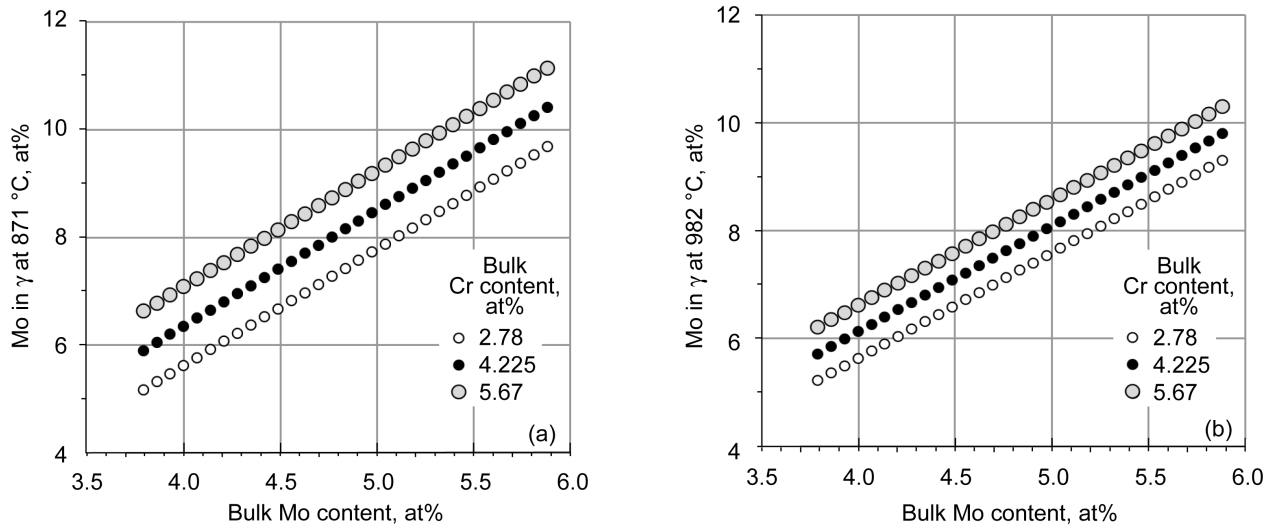 12
10
8
6
4
Mo in γ at 871 °C, at%
Bulk
Cr content,
at%
2.78
4.225
5.67
(a)
3.5 4.0 4.5 5.0 5.5 6.0
Bulk Mo content, at%
12
10
8
6
4
Mo in γ at 982 °C, at%
Bulk
Cr content,
at%
2.78
4.225
5.67
(b)
3.5 4.0 4.5 5.0 5.5 6.0
Bulk Mo content, at%